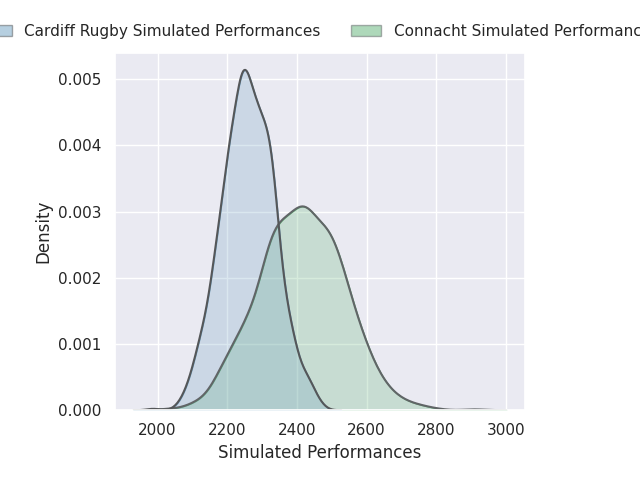 Cardiff Rugby Simulated Performances
Connacht Simulated
0.005
0.004
0.003
0.002
0.001
0.000
Density
2000 2200 2400 2600 2800 3000
Simulated Performances